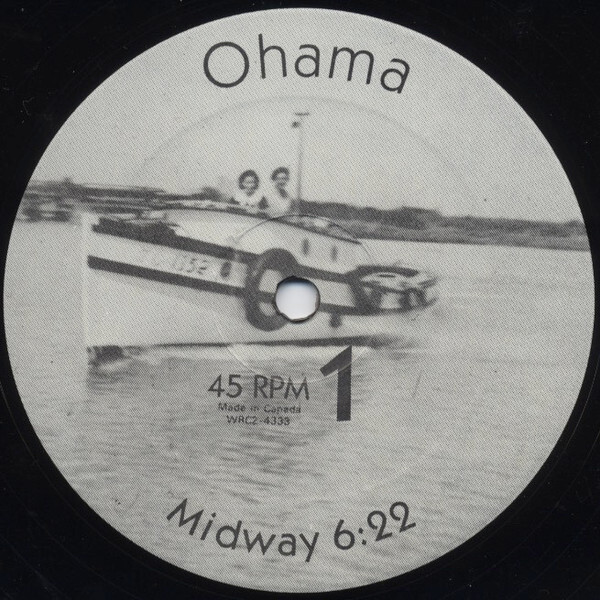 Ohama
45 RPM
1
Made in Canada
WRC2-4333
Midway 6:22